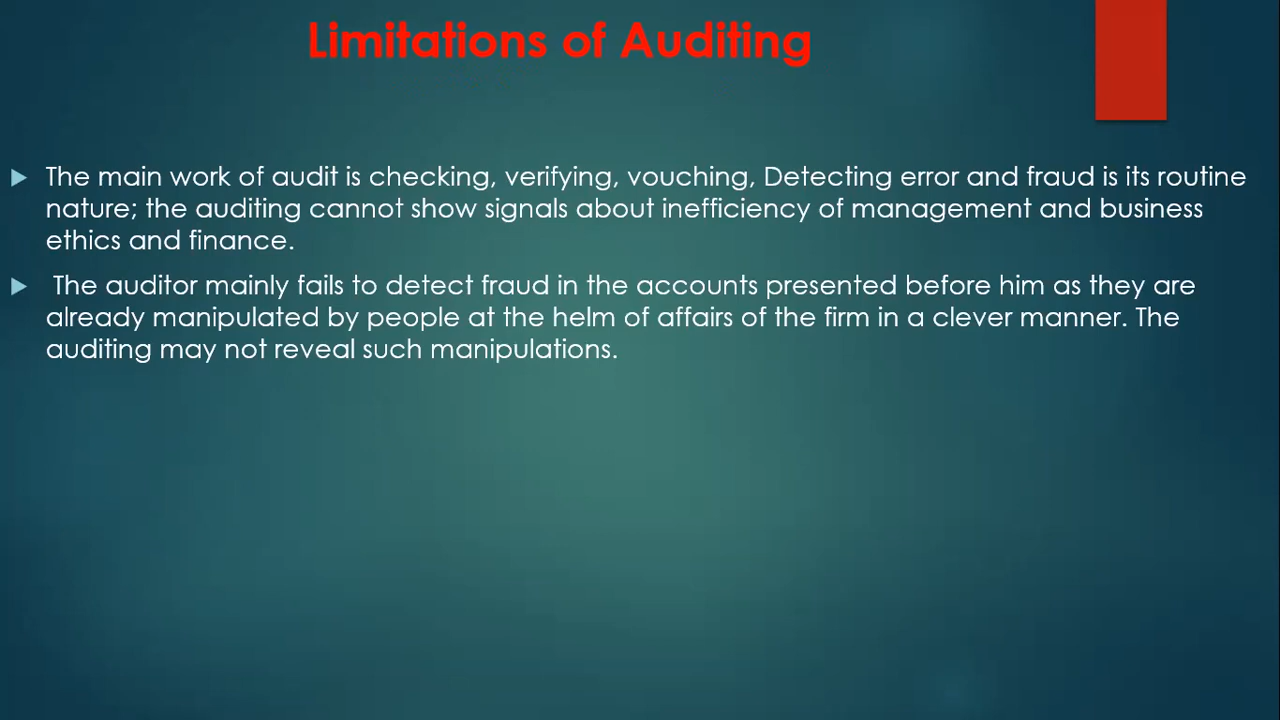 Limitations of Auditing
The main work of audit is checking, verifying, vouching, Detecting error and fraud is its routine
nature; the auditing cannot show signals about inefficiency of management and business
ethics and finance.
The auditor mainly fails to detect fraud in the accounts presented before him as they are
already manipulated by people at the helm of affairs of the firm in a clever manner. The
auditing may not reveal such manipulations.